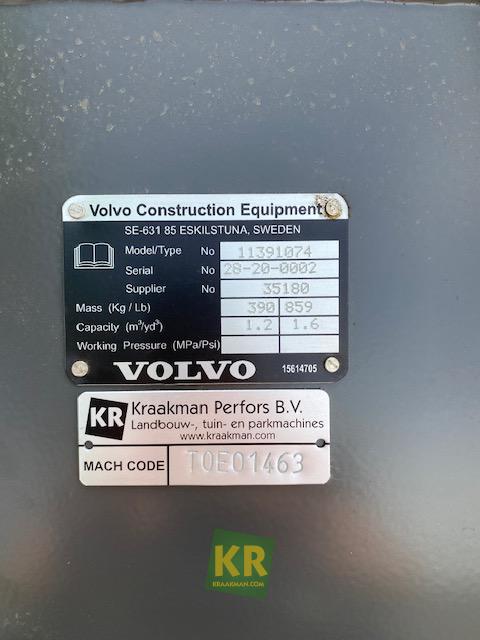 Volvo Construction Equipment
SE-631 85 ESKILSTUNA, SWEDEN
Model/Type No 11391074
Serial No 28-20-0002
Supplier No 35180
Mass (Kg / Lb) 390 859
Capacity (m³/yd³) 1.2 1.6
Working Pressure (MPa/Psi)
VOLVO 15614705
KR Kraakman Perfors B.V.
Landbouw-, tuin- en parkmachines
www.kraakman.com
MACH CODE TOE01463
KR
KRAAKMAN.COM